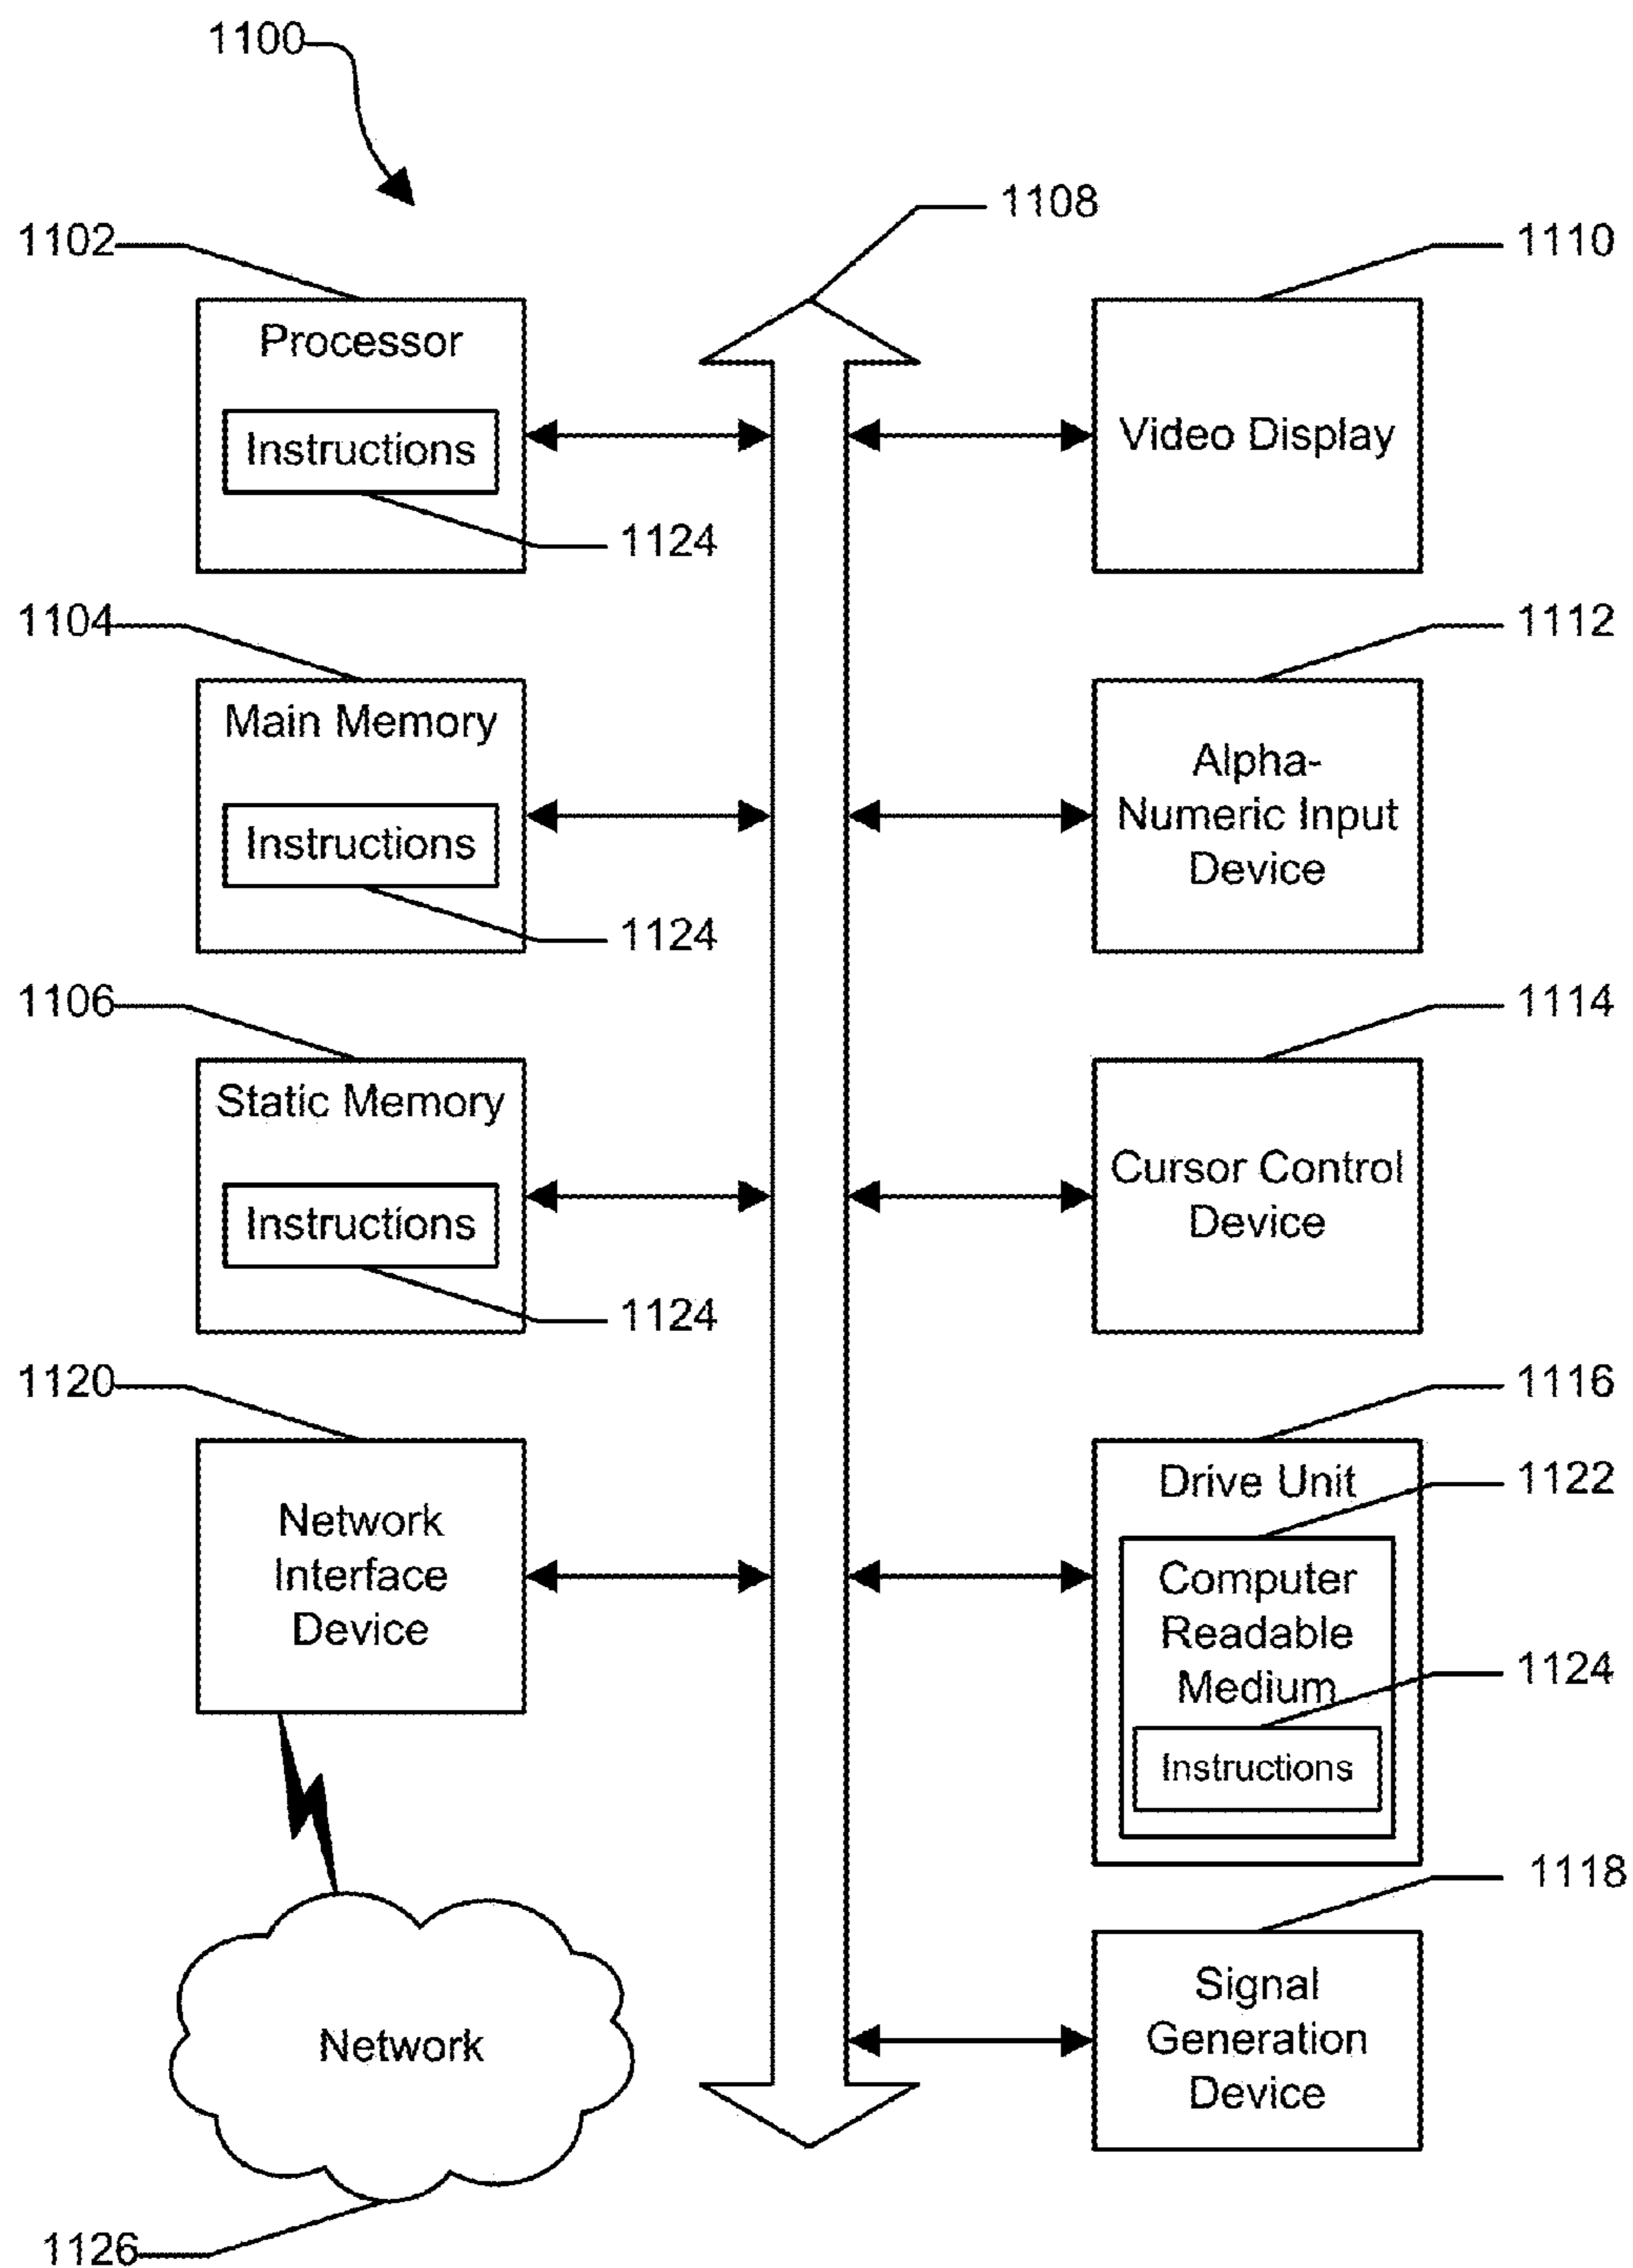 1100
1108
1102
1110
Processor
Instructions
1124
Video Display
1104
1112
Main Memory
Instructions
1124
Alpha-
Numeric Input
Device
1106
1114
Static Memory
Instructions
1124
Cursor Control
Device
1120
1116
Network
Interface
Device
Drive Unit
1122
Computer
Readable
Medium
1124
Instructions
1118
Signal
Generation
Device
Network
1126